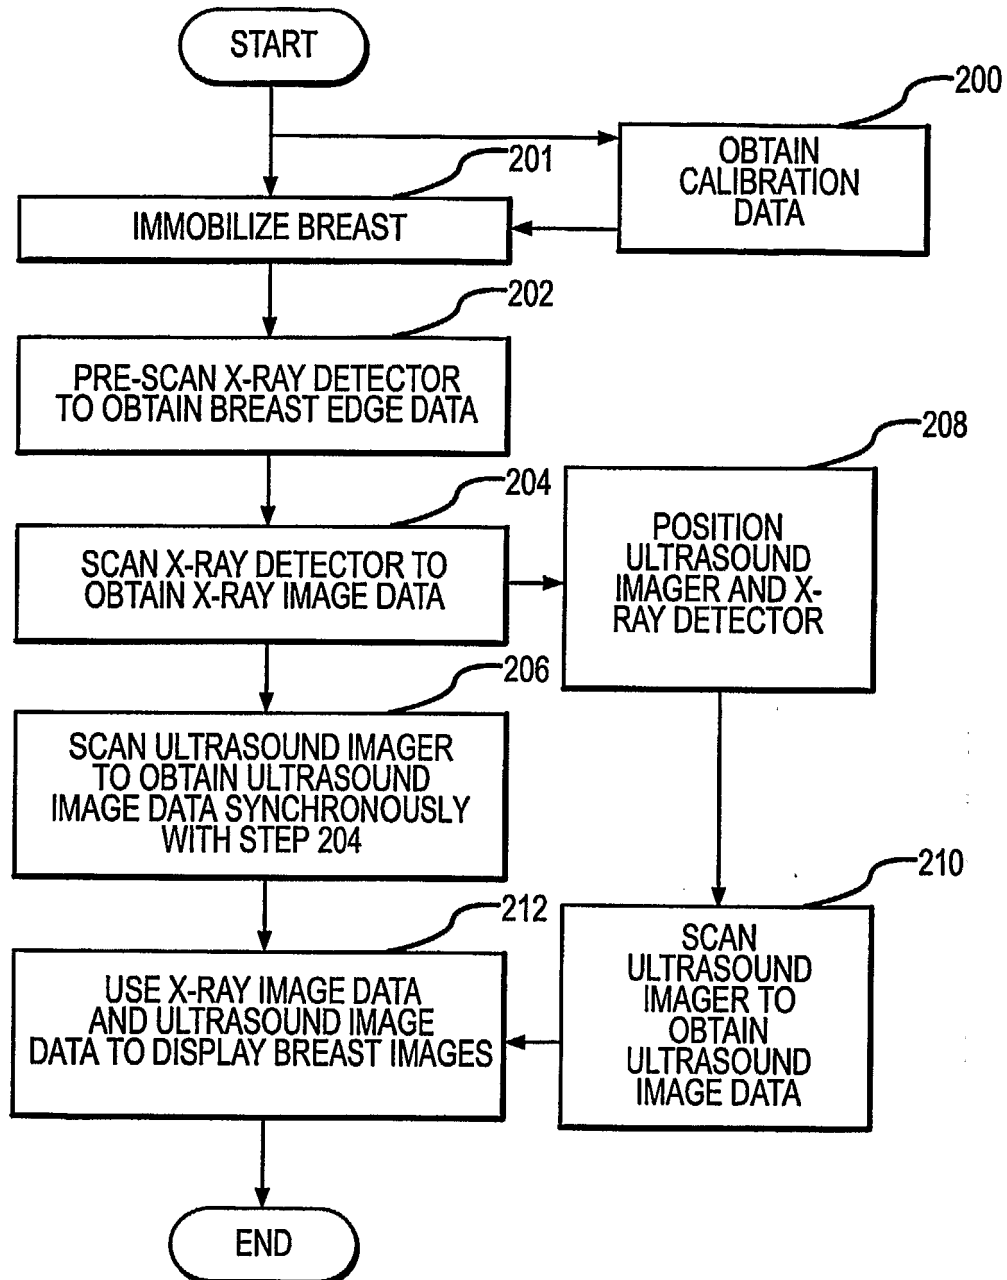 START
200
OBTAIN
CALIBRATION
DATA
201
IMMOBILIZE BREAST
202
PRE-SCAN X-RAY DETECTOR
TO OBTAIN BREAST EDGE DATA
204
SCAN X-RAY DETECTOR TO
OBTAIN X-RAY IMAGE DATA
208
POSITION
ULTRASOUND
IMAGER AND X-
RAY DETECTOR
206
SCAN ULTRASOUND IMAGER
TO OBTAIN ULTRASOUND
IMAGE DATA SYNCHRONOUSLY
WITH STEP 204
210
SCAN
ULTRASOUND
IMAGER TO
OBTAIN
ULTRASOUND
IMAGE DATA
212
USE X-RAY IMAGE DATA
AND ULTRASOUND IMAGE
DATA TO DISPLAY BREAST IMAGES
END